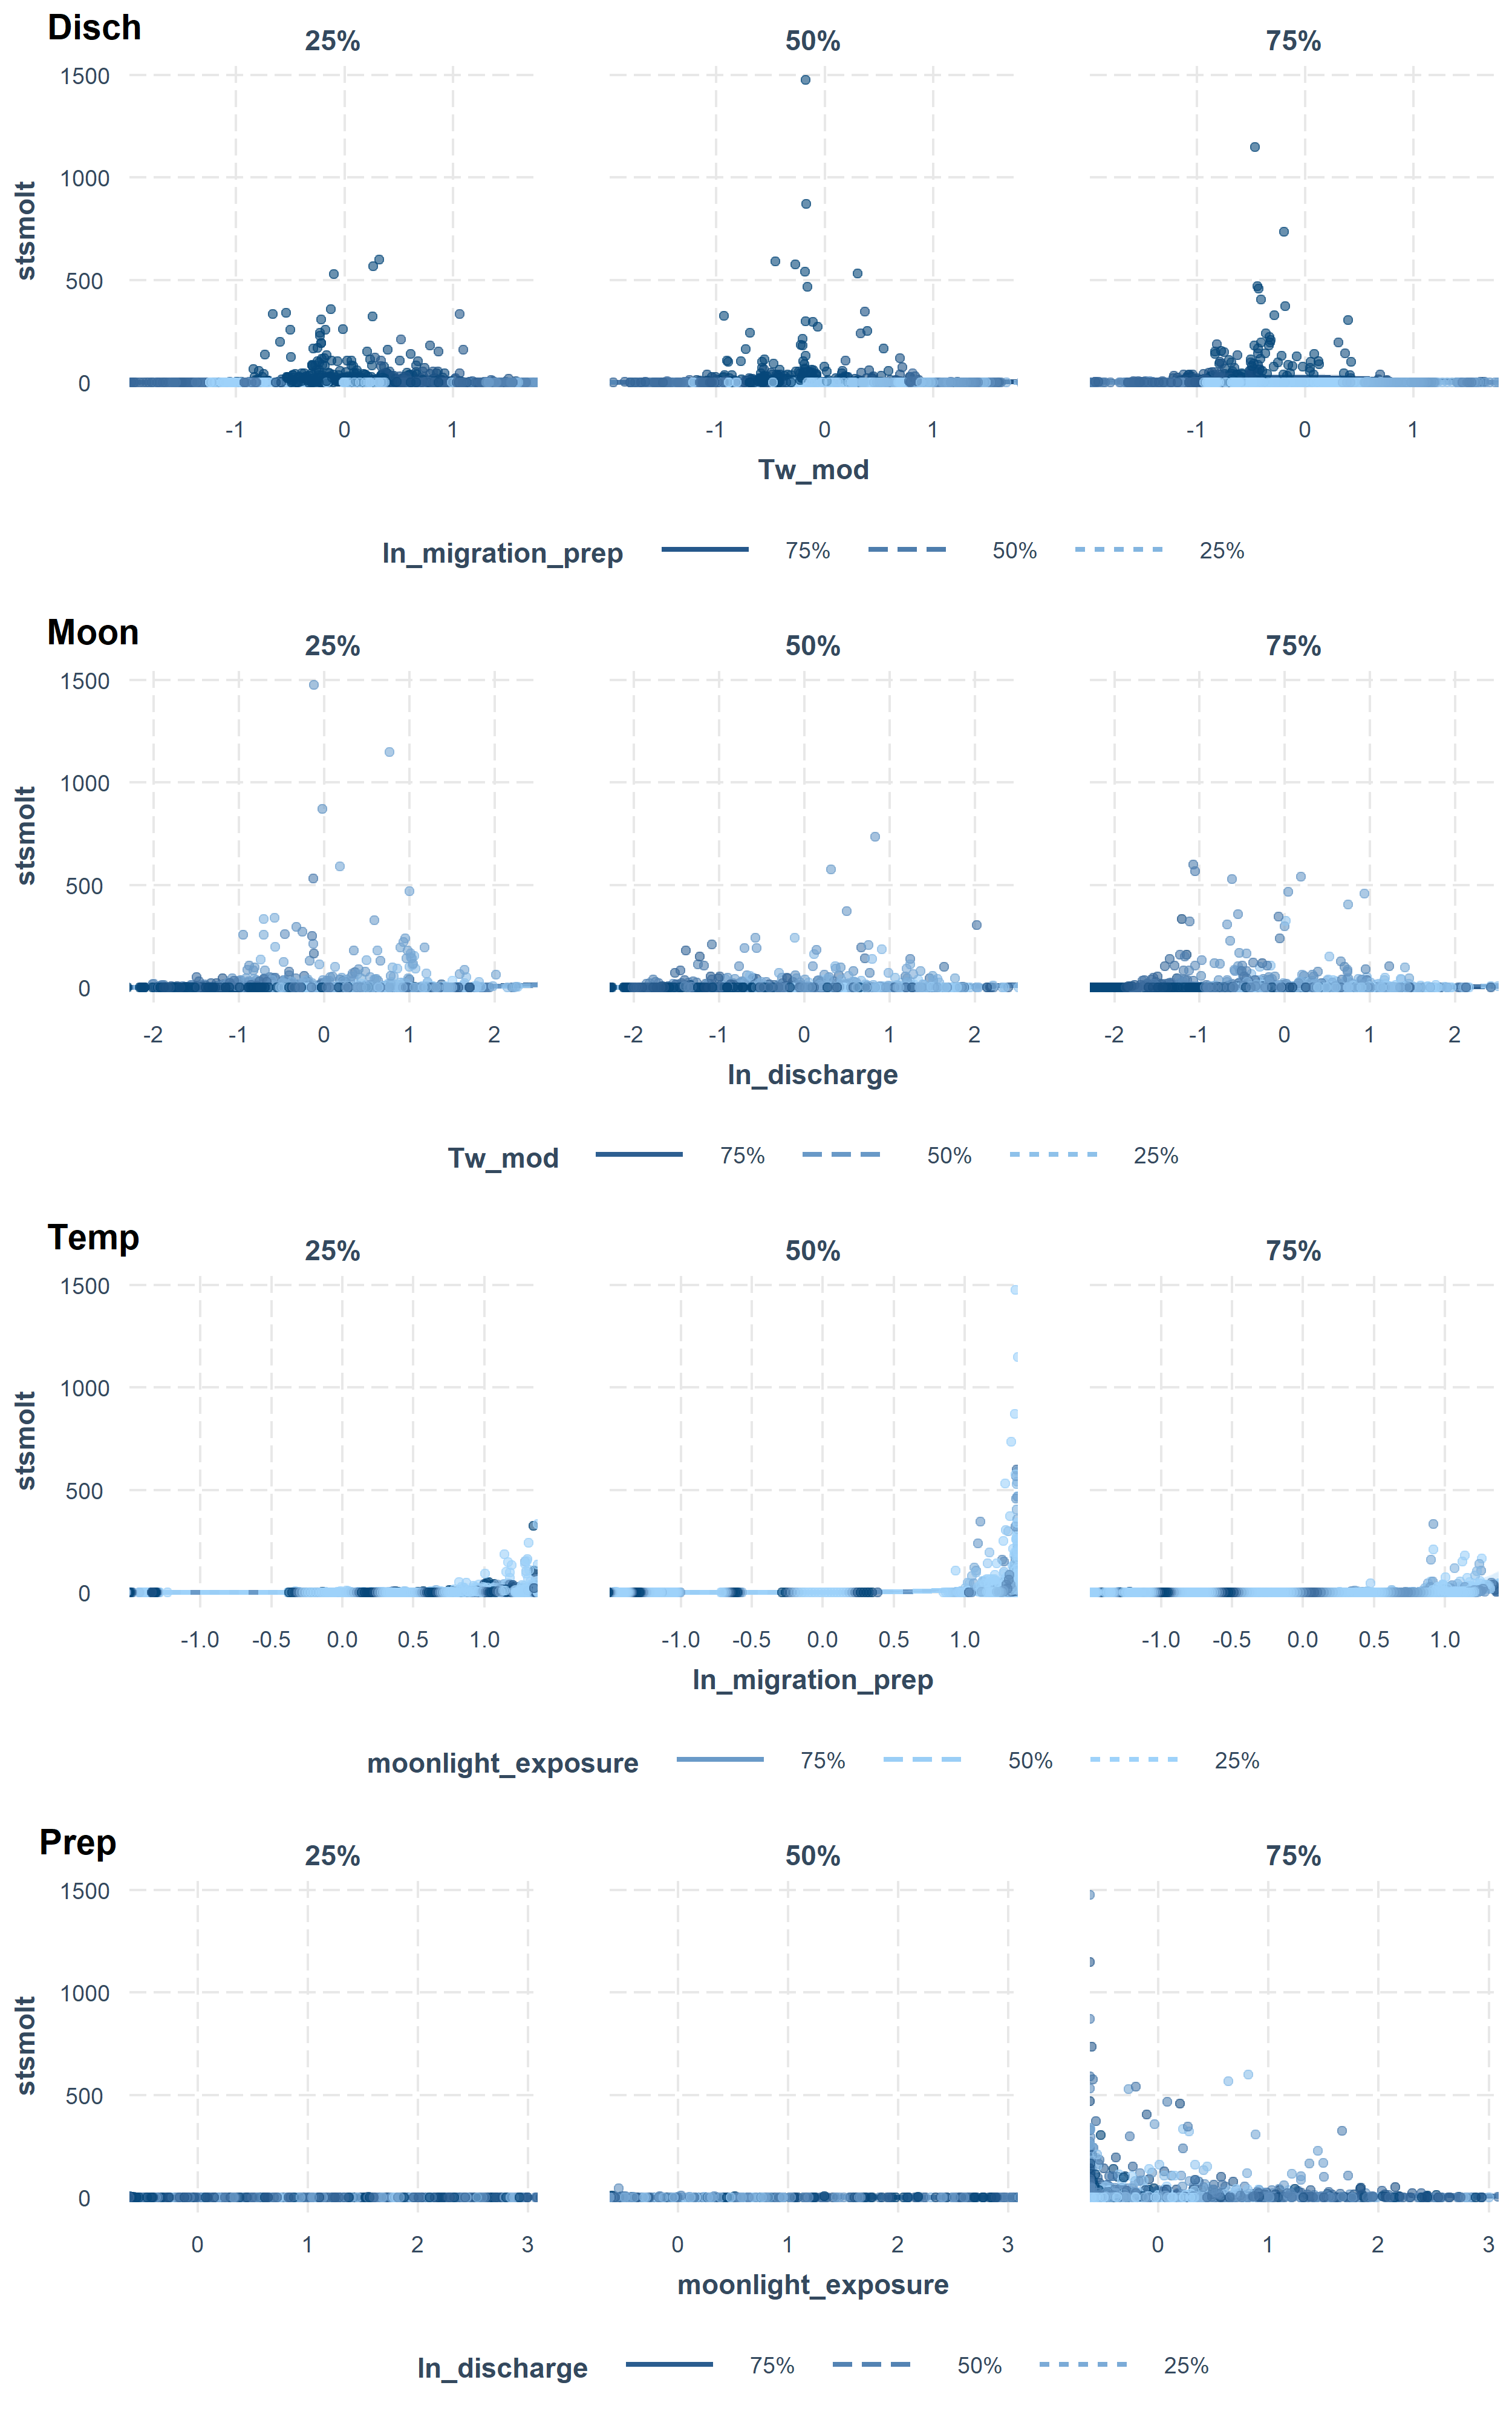 Disch
25% 50% 75%
1500
1000
500
0
stsmolt
-1 0 1 -1 0 1 -1 0 1
Tw_mod
ln_migration_prep 75% 50% 25%
Moon
25% 50% 75%
1500
1000
500
0
stsmolt
-2 -1 0 1 2 -2 -1 0 1 2 -2 -1 0 1 2
ln_discharge
Tw_mod 75% 50% 25%
Temp
25% 50% 75%
1500
1000
500
0
stsmolt
-1.0 -0.5 0.0 0.5 1.0 -1.0 -0.5 0.0 0.5 1.0 -1.0 -0.5 0.0 0.5 1.0
ln_migration_prep
moonlight_exposure 75% 50% 25%
Prep
25% 50% 75%
1500
1000
500
0
stsmolt
0 1 2 3 0 1 2 3 0 1 2 3
moonlight_exposure
ln_discharge 75% 50% 25%